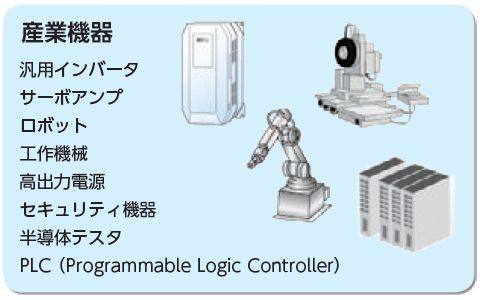 産業機器
汎用インバータ
サーボアンプ
ロボット
工作機械
高出力電源
セキュリティ機器
半導体テスタ
PLC（Programmable Logic Controller）